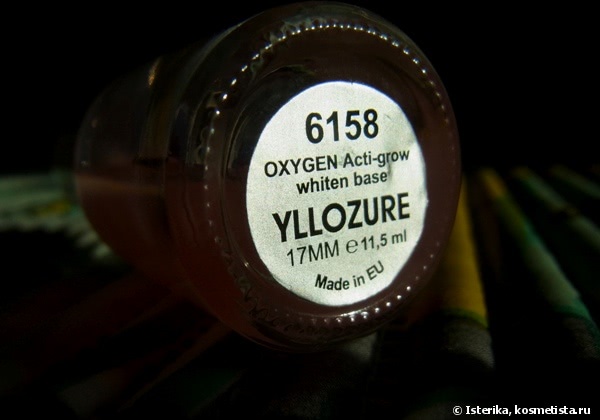 6158
OXYGEN Acti-grow
whiten base
YLLOZURE
17MM ℮11,5 ml
Made in EU
© Isterika, kosmetista.ru